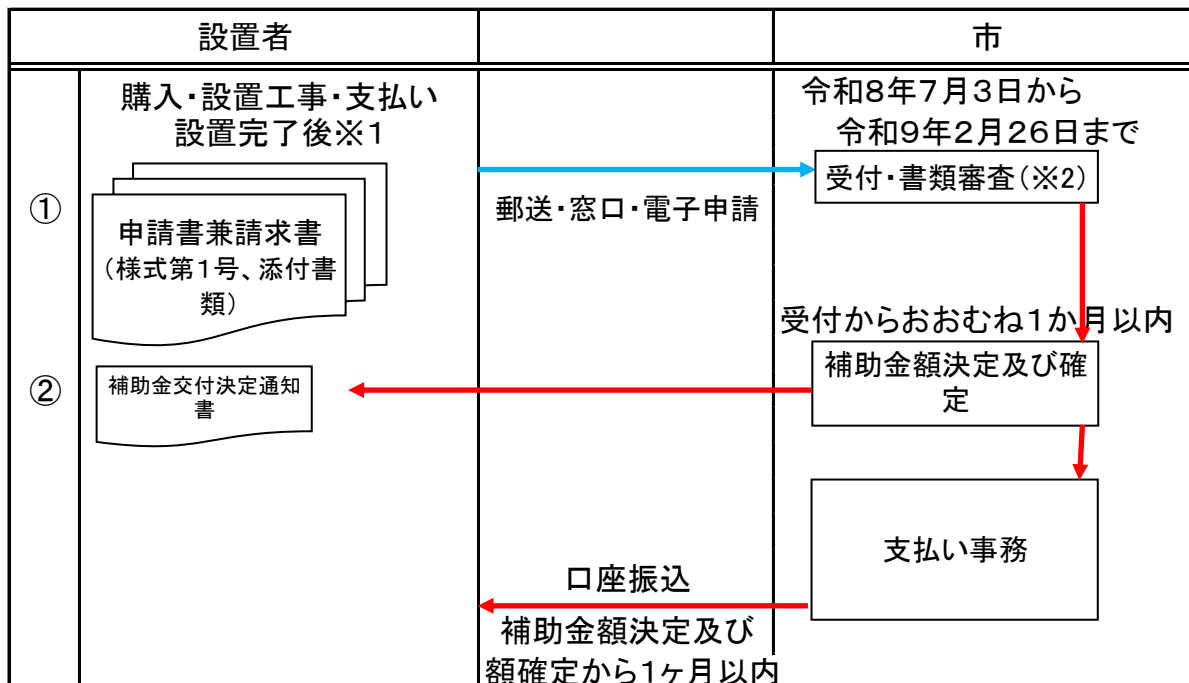 設置者
市
購入・設置工事・支払い
設置完了後※1
令和8年7月3日から
令和9年2月26日まで
①
申請書兼請求書
(様式第1号、添付書
類)
郵送・窓口・電子申請
受付・書類審査(※2)
受付からおおむね1か月以内
②
補助金交付決定通知
書
補助金額決定及び確
定
支払い事務
口座振込
補助金額決定及び
額確定から1ヶ月以内